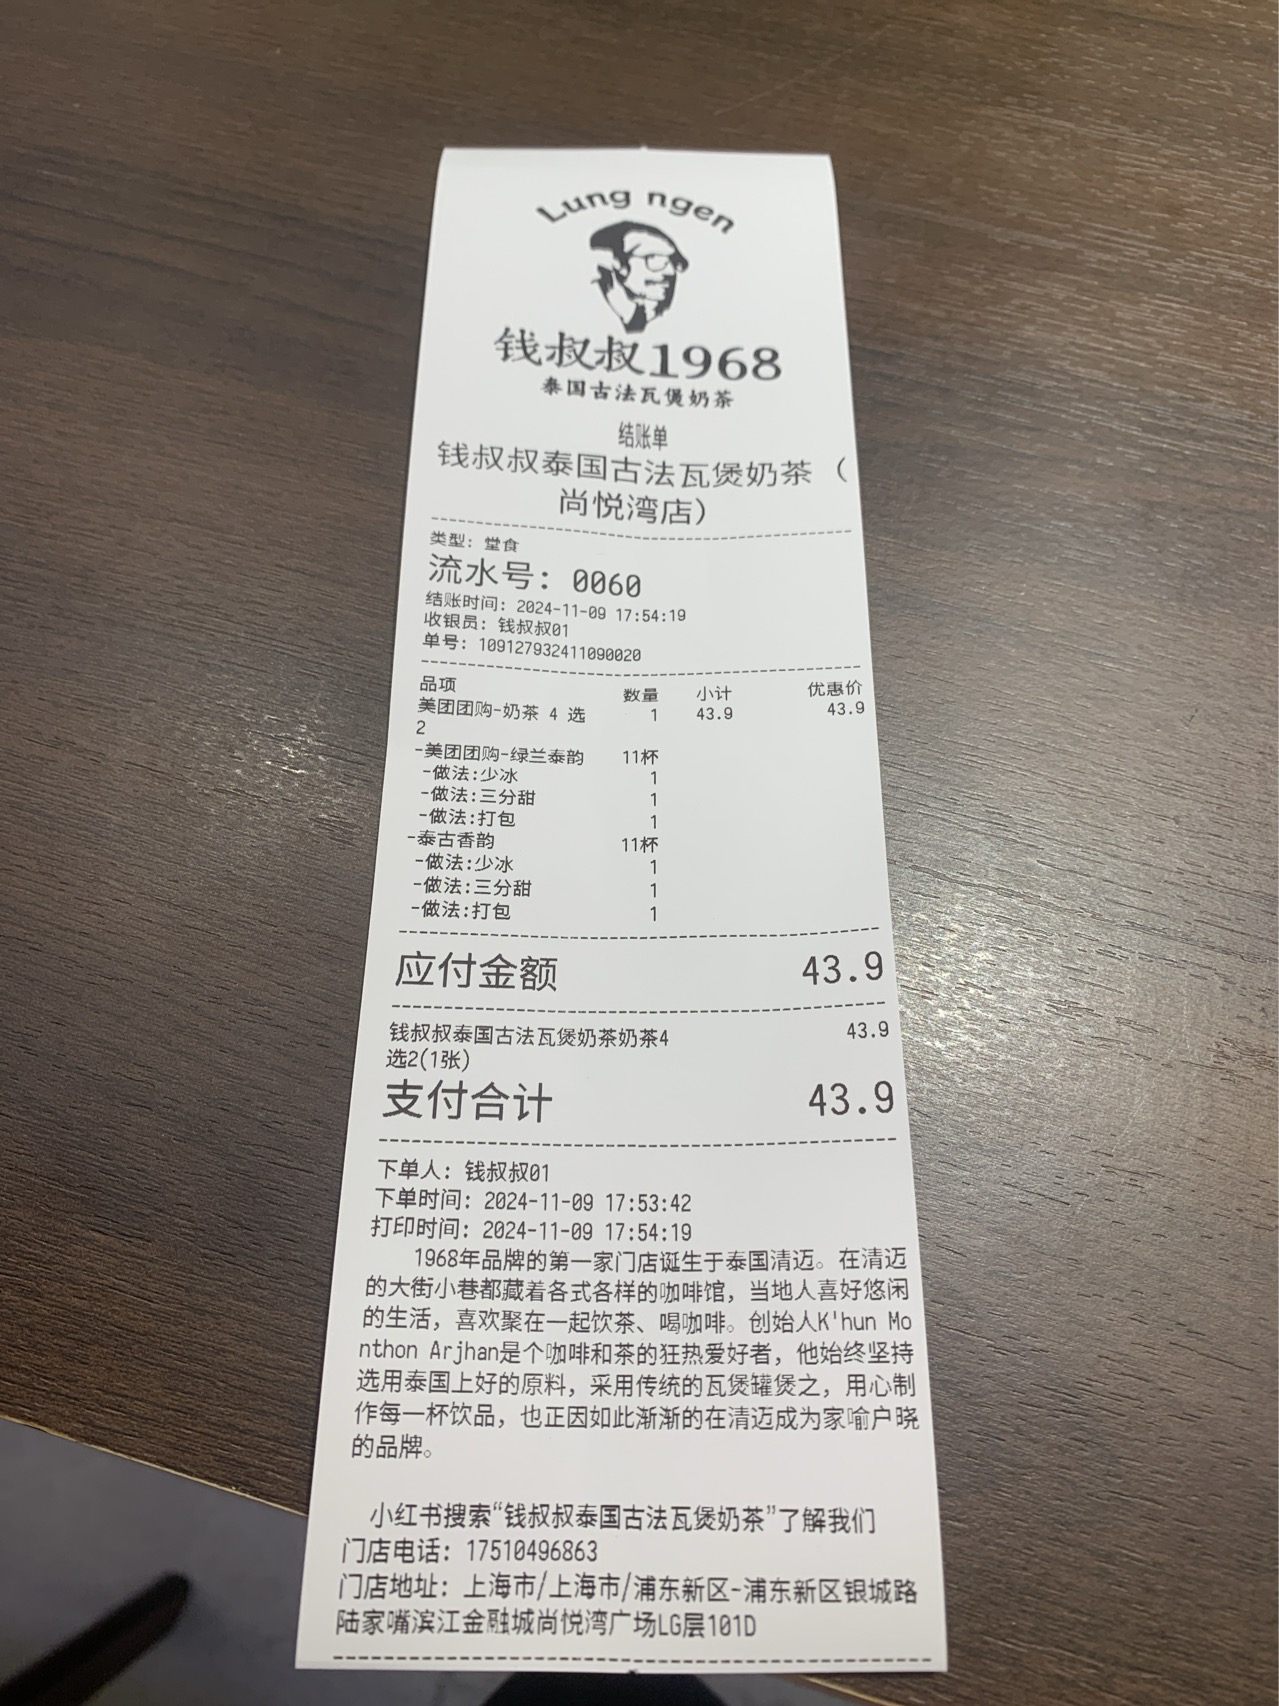 Lung ngen
钱叔叔1968
泰国古法瓦煲奶茶
结账单
钱叔叔泰国古法瓦煲奶茶（
尚悦湾店）
类型: 堂食
流水号: 0060
结账时间: 2024-11-09 17:54:19
收银员: 钱叔叔01
单号: 109127932411090020
品项 数量 小计 优惠价
美团团购-奶茶 4 选 1 43.9 43.9
2
-美团团购-绿兰泰韵 11杯
-做法:少冰 1
-做法:三分甜 1
-做法:打包 1
-泰古香韵 11杯
-做法:少冰 1
-做法:三分甜 1
-做法:打包 1
应付金额 43.9
钱叔叔泰国古法瓦煲奶茶奶茶4 43.9
选2(1张)
支付合计 43.9
下单人: 钱叔叔01
下单时间: 2024-11-09 17:53:42
打印时间: 2024-11-09 17:54:19
1968年品牌的第一家门店诞生于泰国清迈。在清迈
的大街小巷都藏着各式各样的咖啡馆，当地人喜好悠闲
的生活，喜欢聚在一起饮茶、喝咖啡。创始人K'hun Mo
nthon Arjhan是个咖啡和茶的狂热爱好者，他始终坚持
选用泰国上好的原料，采用传统的瓦煲罐煲之，用心制
作每一杯饮品，也正因如此渐渐的在清迈成为家喻户晓
的品牌。
小红书搜索“钱叔叔泰国古法瓦煲奶茶”了解我们
门店电话: 17510496863
门店地址: 上海市/上海市/浦东新区-浦东新区银城路
陆家嘴滨江金融城尚悦湾广场LG层101D